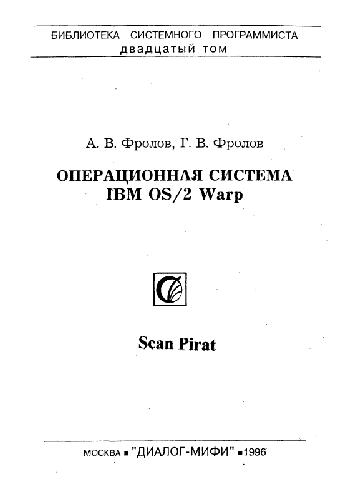 БИБЛИОТЕКА СИСТЕМНОГО ПРОГРАММИСТА
двадцатый том
А. В. Фролов, Г. В. Фролов
ОПЕРАЦИОННАЯ СИСТЕМА
IBM OS/2 Warp
Scan Pirat
МОСКВА ■ "ДИАЛОГ-МИФИ" ■ 1996